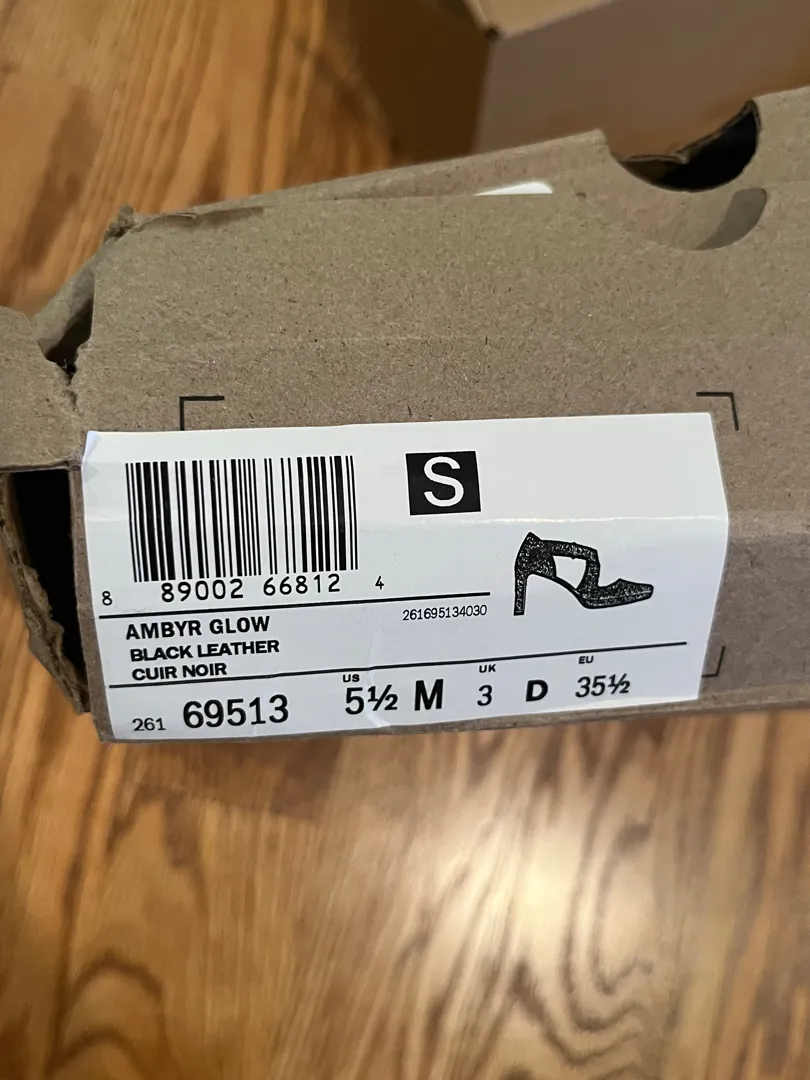 S
8 89002 66812 4
261695134030
AMBYR GLOW
BLACK LEATHER
CUIR NOIR
US UK EU
261 69513 5½ M 3 D 35½